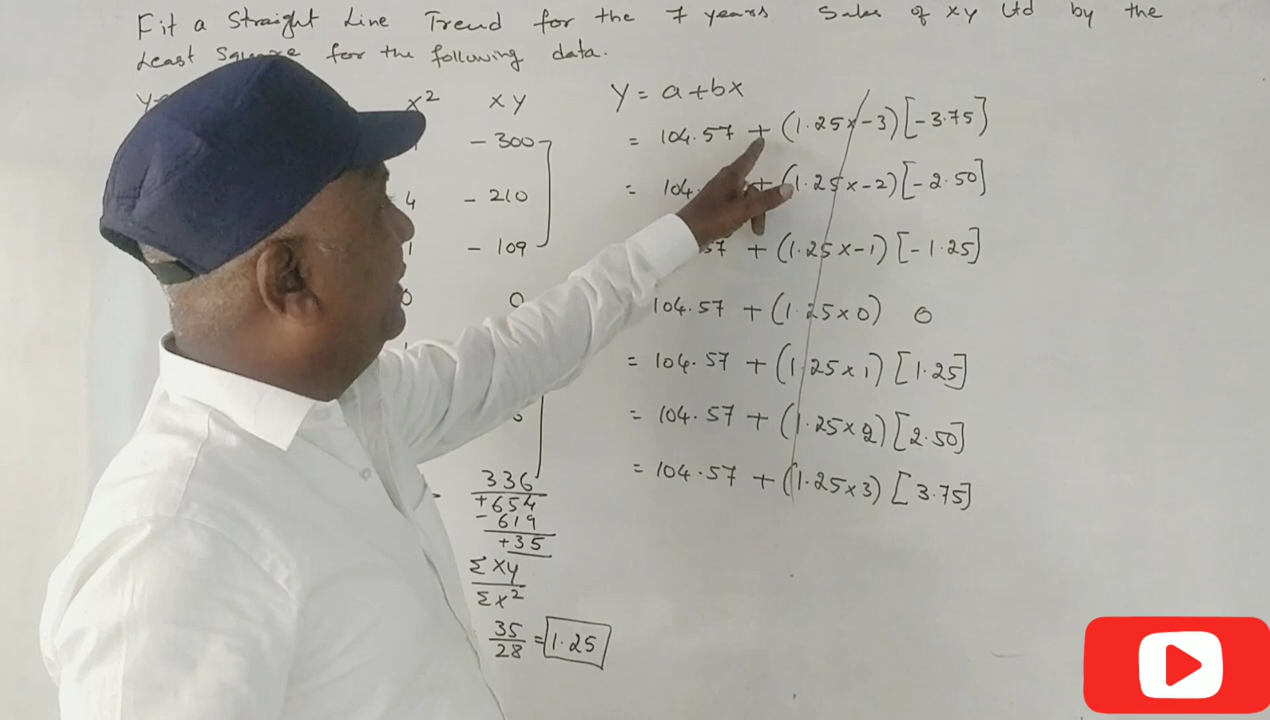 Fit a Straight Line Trend for the 7 years Sales of xy Ltd by the
Least Square for the following data.
x² xy Y = a+bx
- 300 = 104.57 + (1.25x-3) [-3.75]
4 - 210 = 104. + (1.25x-2) [-2.50]
1 - 109 57 + (1.25x-1) [-1.25]
0 0 104.57 + (1.25x0) 0
= 104.57 + (1.25x1) [1.25]
= 104.57 + (1.25x2) [2.50]
336 = 104.57 + (1.25x3) [3.75]
+654
- 619
+35
Σxy
Σx²
35
28 = 1.25